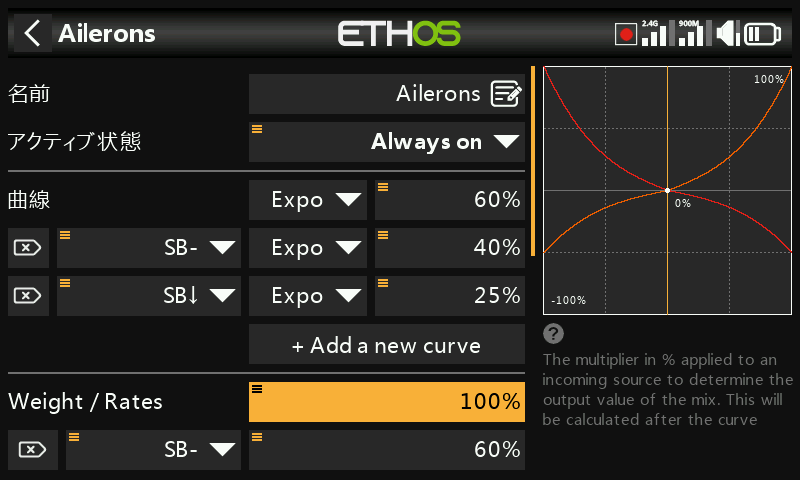 Ailerons
ETHOS
2.4G
900M
名前
Ailerons
アクティブ状態
Always on
曲線
Expo
60%
SB-
Expo
40%
SB↓
Expo
25%
+ Add a new curve
Weight / Rates
100%
SB-
60%
100%
0%
-100%
?
The multiplier in % applied to an
incoming source to determine the
output value of the mix. This will
be calculated after the curve